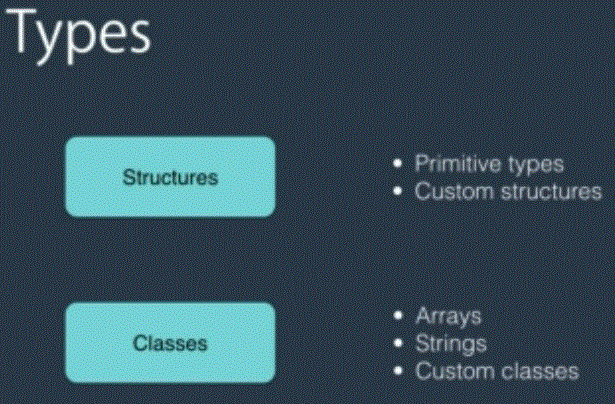 Types
Structures
• Primitive types
• Custom structures
Classes
• Arrays
• Strings
• Custom classes